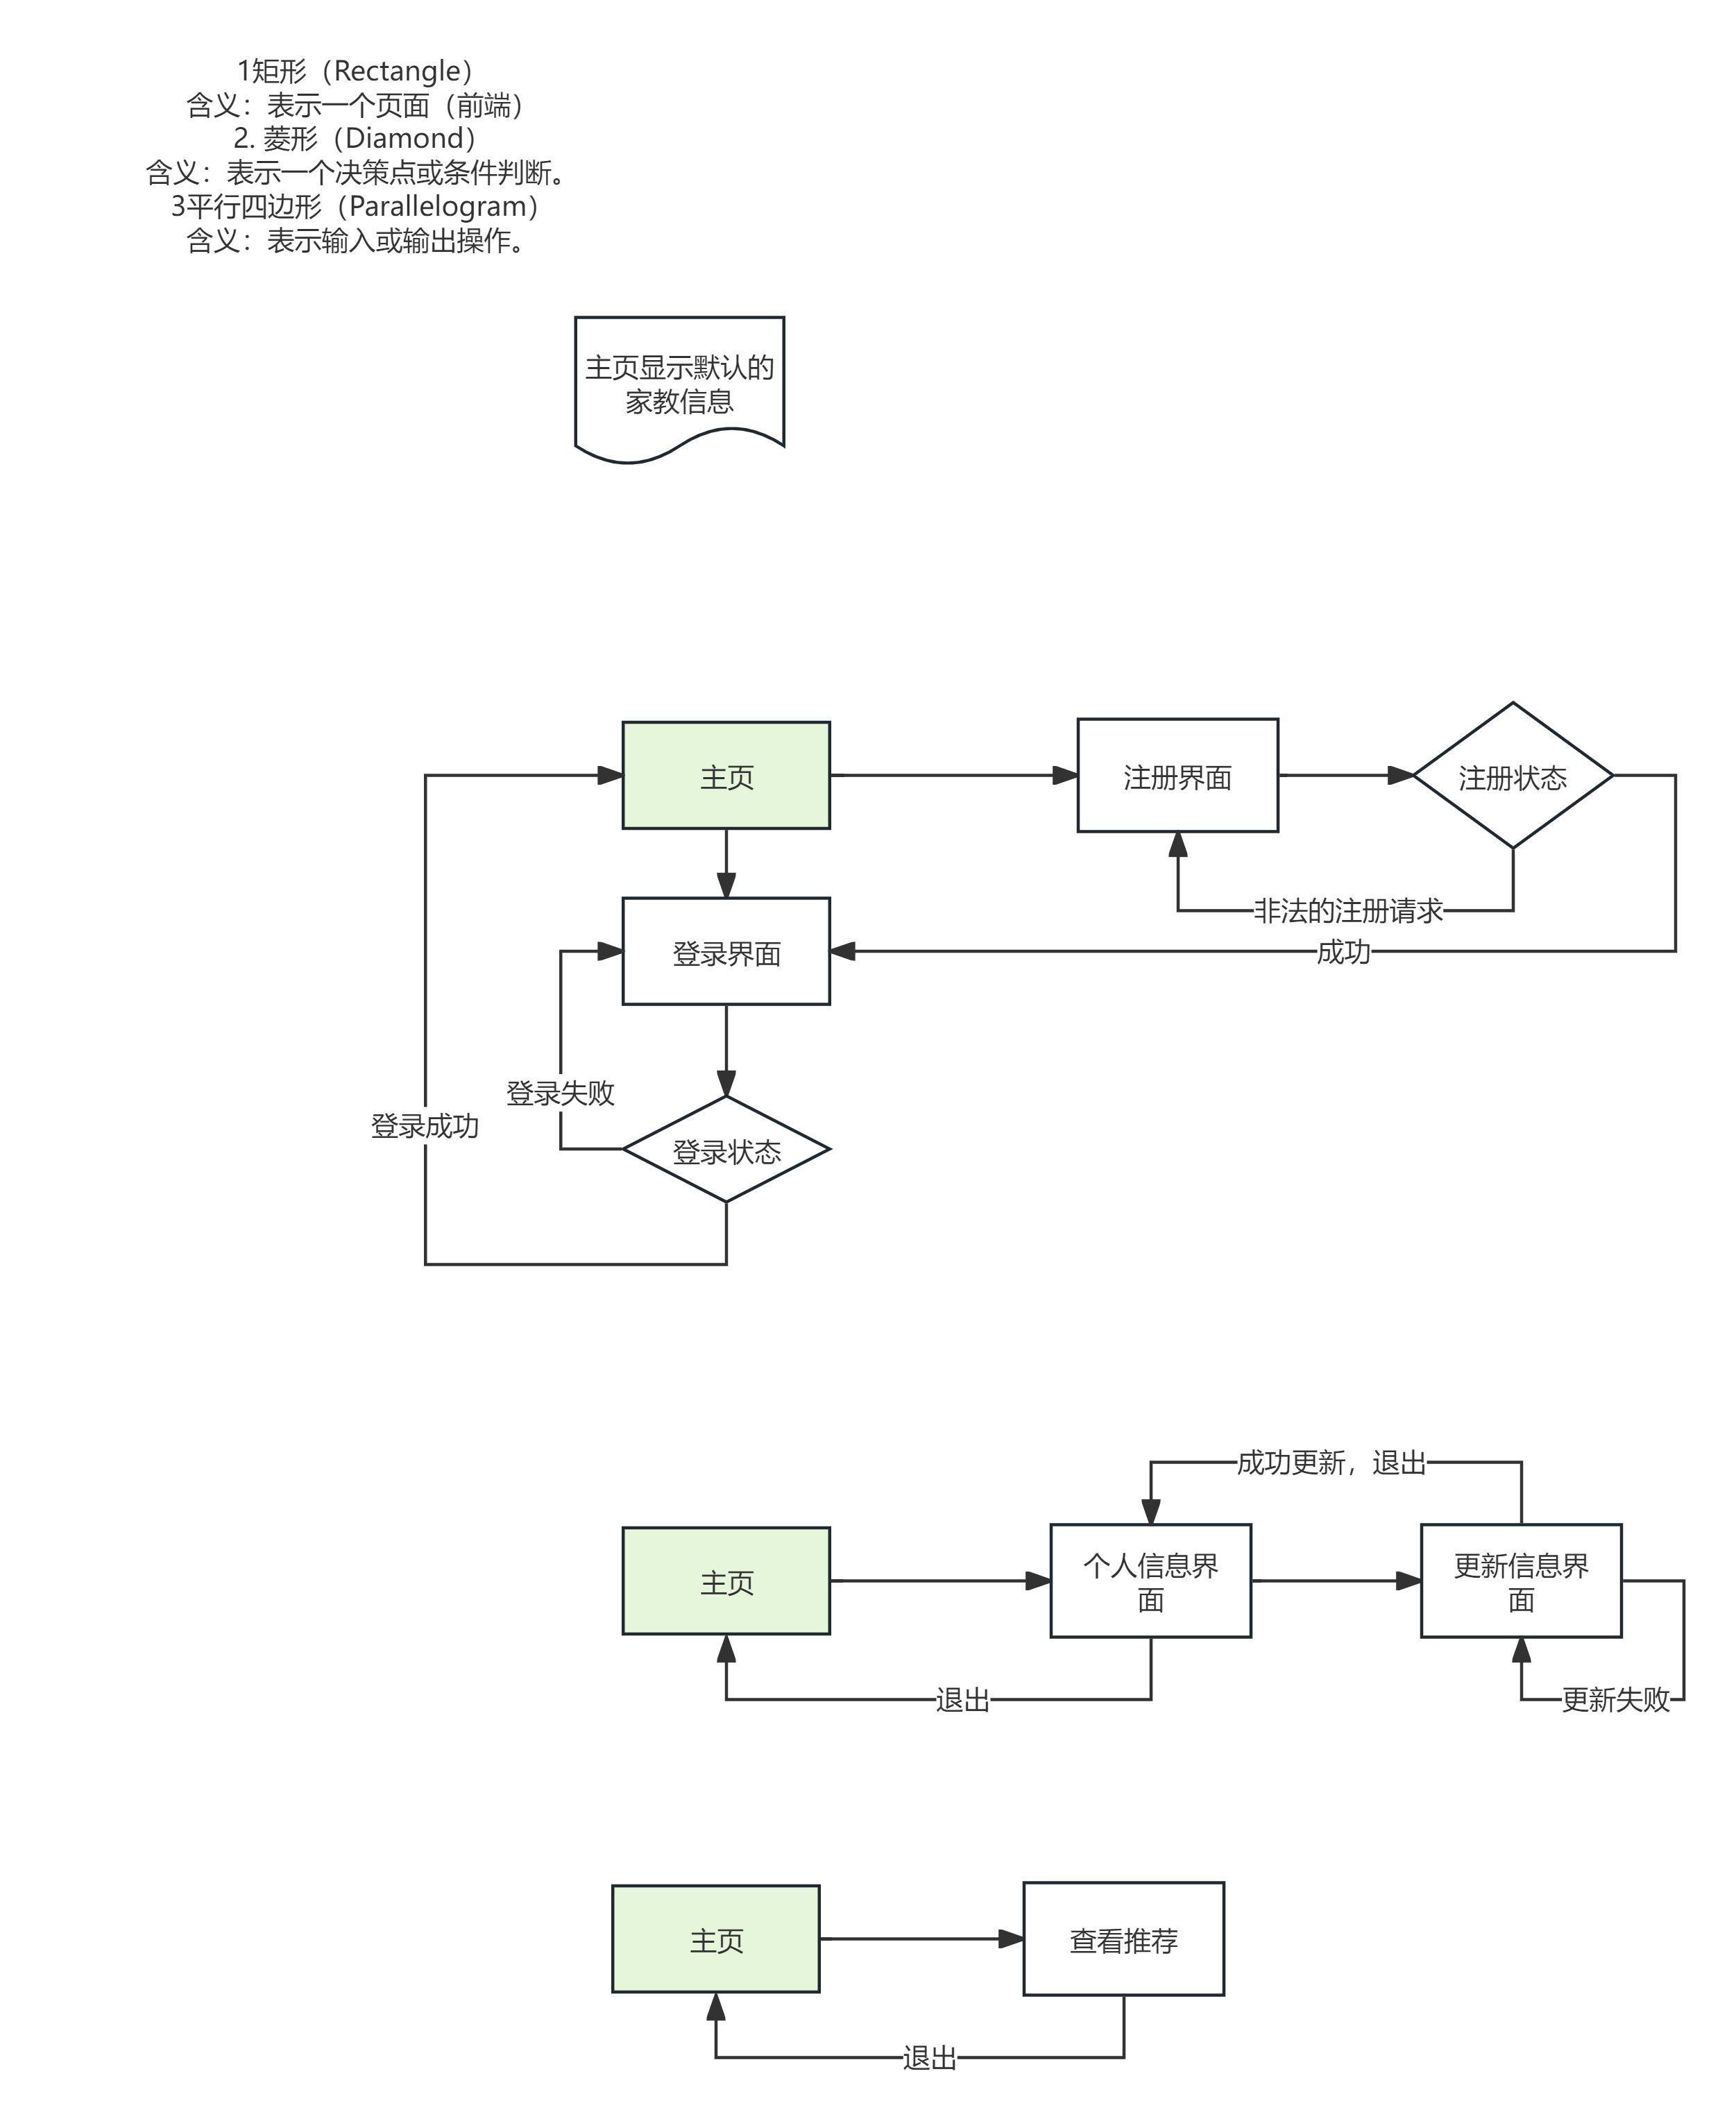 1矩形（Rectangle）
含义：表示一个页面（前端）
2. 菱形（Diamond）
含义：表示一个决策点或条件判断。
3平行四边形（Parallelogram）
含义：表示输入或输出操作。
主页显示默认的
家教信息
主页
注册界面
注册状态
非法的注册请求
成功
登录界面
登录失败
登录成功
登录状态
成功更新，退出
主页
个人信息界
面
更新信息界
面
退出
更新失败
主页
查看推荐
退出